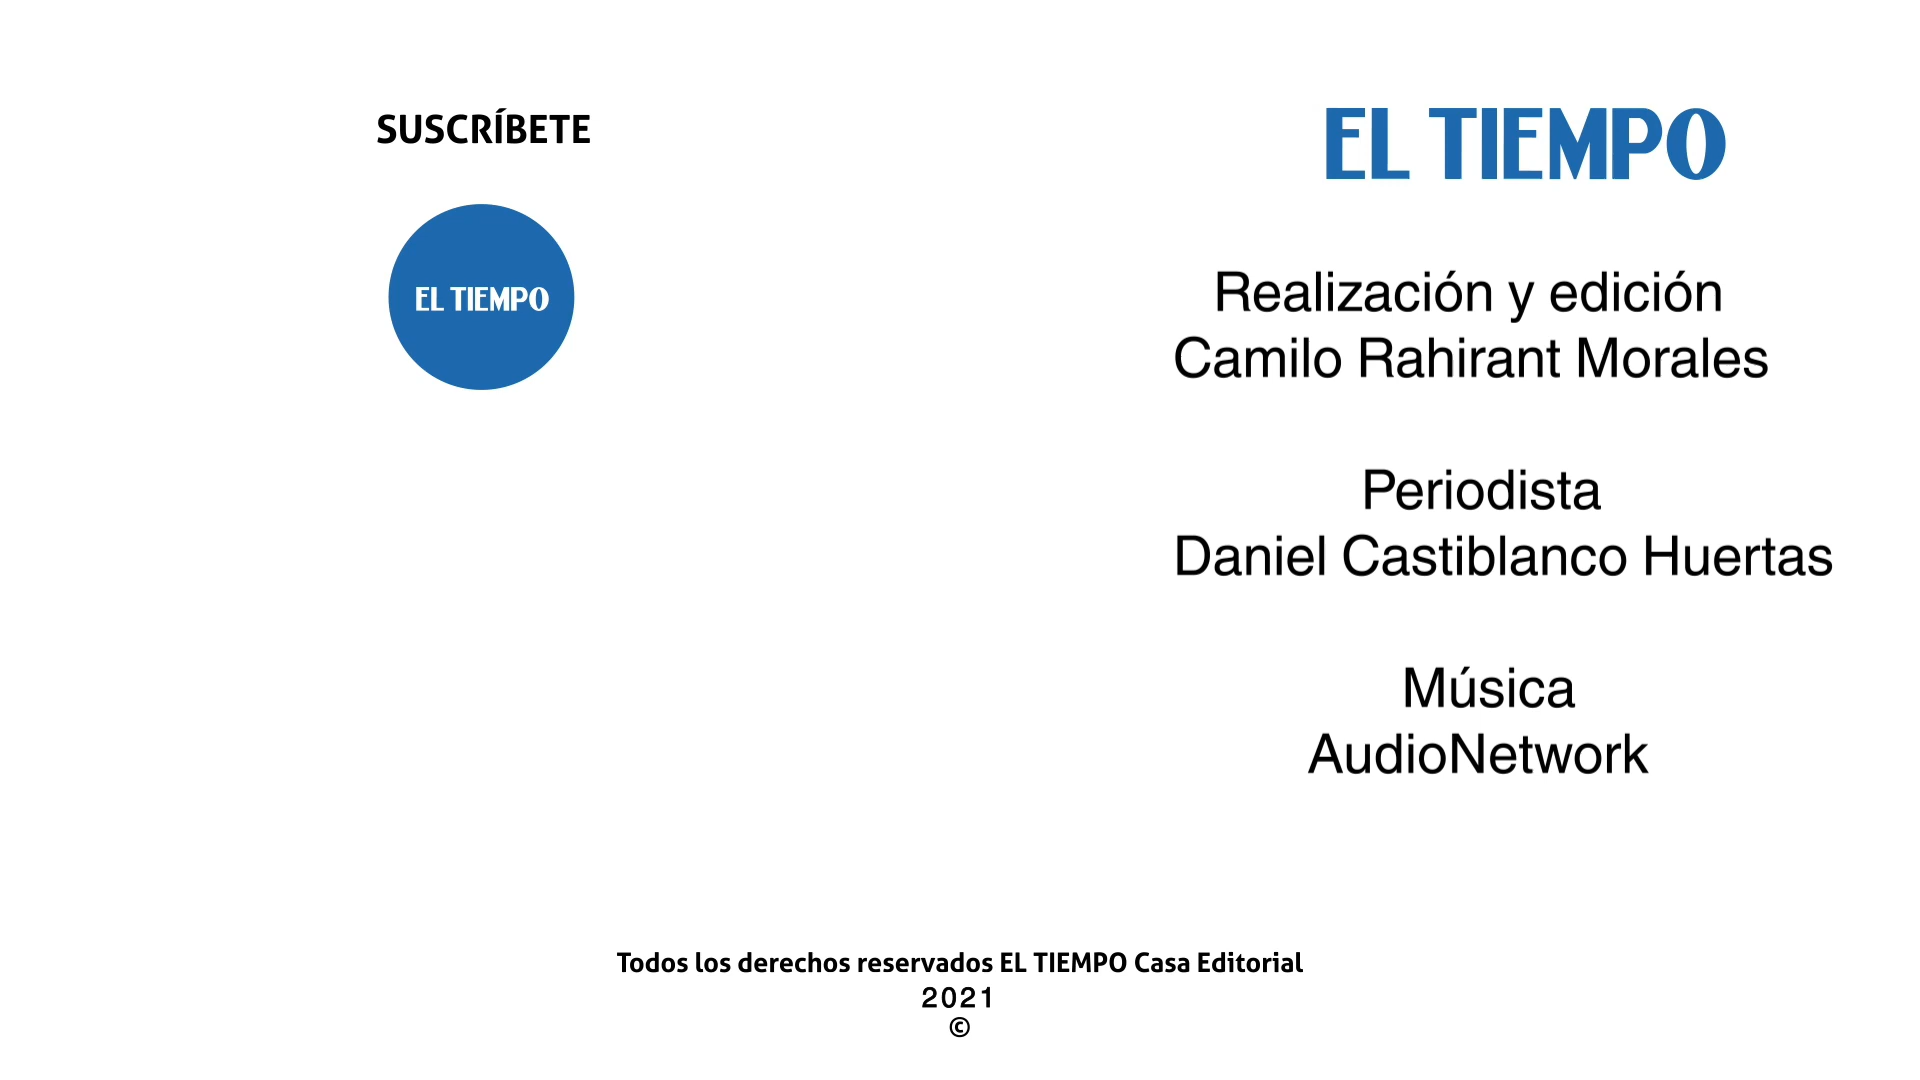 SUSCRÍBETE
EL TIEMPO
EL TIEMPO
Realización y edición
Camilo Rahirant Morales
Periodista
Daniel Castiblanco Huertas
Música
AudioNetwork
Todos los derechos reservados EL TIEMPO Casa Editorial
2021
©